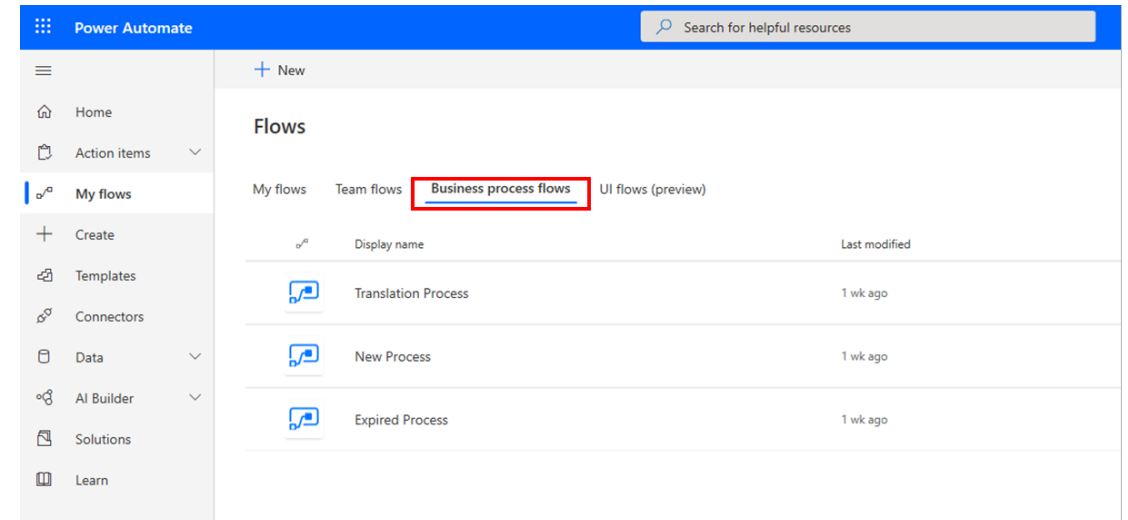 Power Automate
Search for helpful resources
New
Home
Action items
My flows
Create
Templates
Connectors
Data
AI Builder
Solutions
Learn
Flows
My flows Team flows Business process flows UI flows (preview)
Display name Last modified
Translation Process 1 wk ago
New Process 1 wk ago
Expired Process 1 wk ago